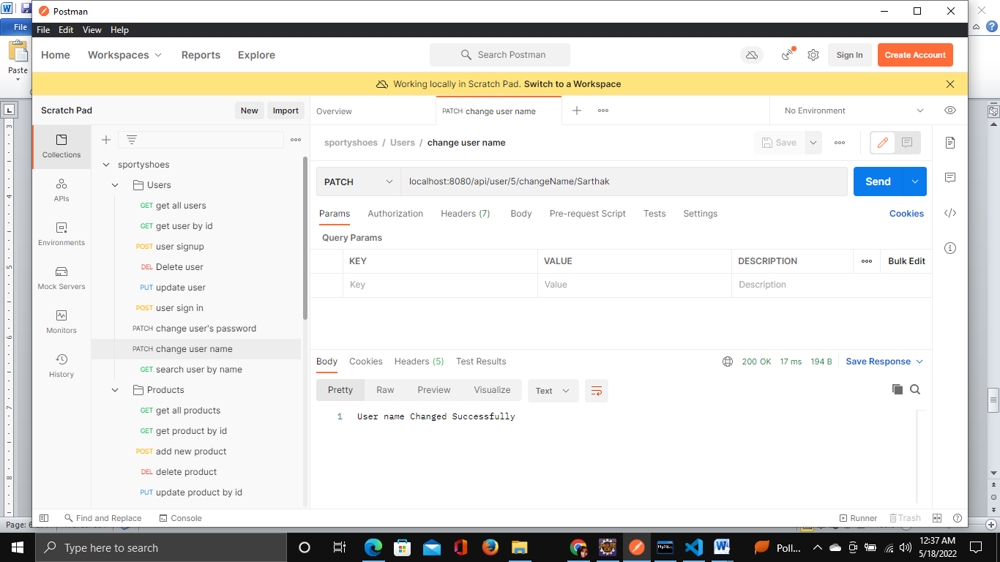 Postman
File Edit View Help
File
Paste
Home Workspaces Reports Explore
Search Postman
Sign In Create Account
Working locally in Scratch Pad. Switch to a Workspace
Scratch Pad New Import
Overview PATCH change user name No Environment
Collections
APIs
Environments
Mock Servers
Monitors
History
sportyshoes
Users
GET get all users
GET get user by id
POST user signup
DEL Delete user
PUT update user
POST user sign in
PATCH change user's password
PATCH change user name
GET search user by name
Products
GET get all products
GET get product by id
POST add new product
DEL delete product
PUT update product by id
sportyshoes / Users / change user name Save
PATCH localhost:8080/api/user/5/changeName/Sarthak Send
Params Authorization Headers (7) Body Pre-request Script Tests Settings Cookies
Query Params
KEY VALUE DESCRIPTION Bulk Edit
Key Value Description
Body Cookies Headers (5) Test Results 200 OK 17 ms 194 B Save Response
Pretty Raw Preview Visualize Text
1 User name Changed Successfully
Find and Replace Console Runner Trash
Page:
Type here to search
Poll...
12:37 AM
5/18/2022